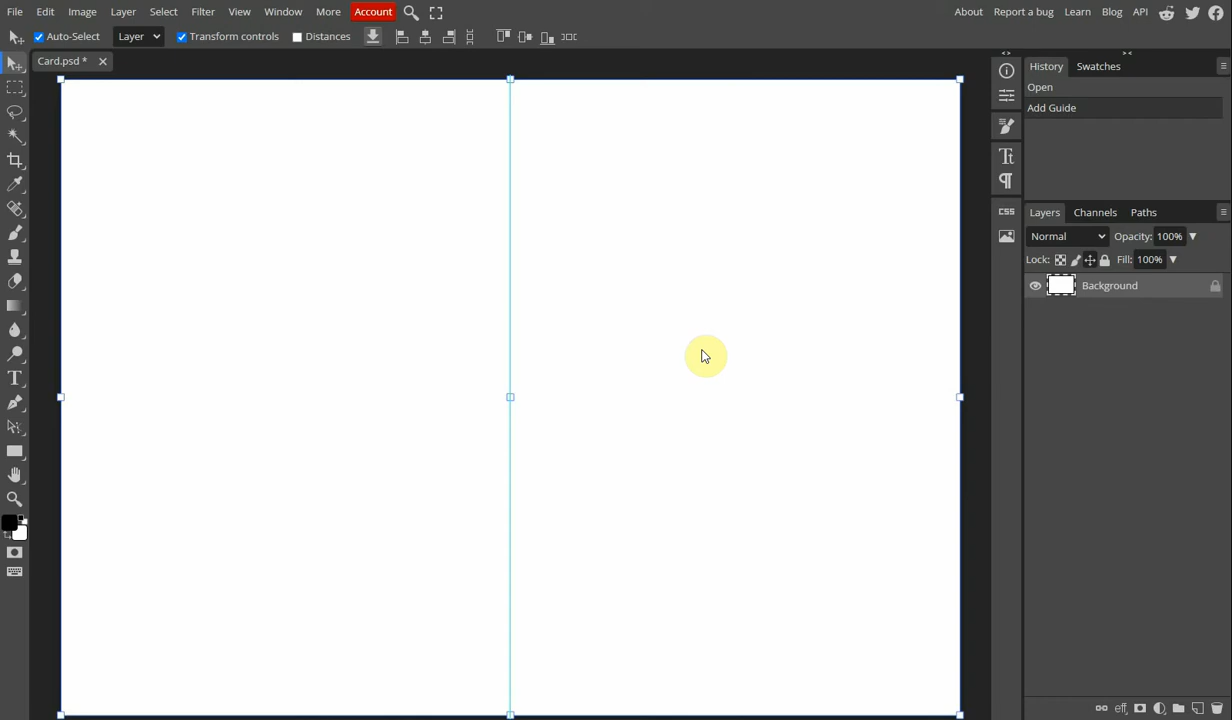 File Edit Image Layer Select Filter View Window More Account About Report a bug Learn Blog API
Auto-Select Layer Transform controls Distances
Card.psd *
History Swatches
Open
Add Guide
Tt
CSS
Layers Channels Paths
Normal Opacity: 100%
Lock: Fill: 100%
Background
eff